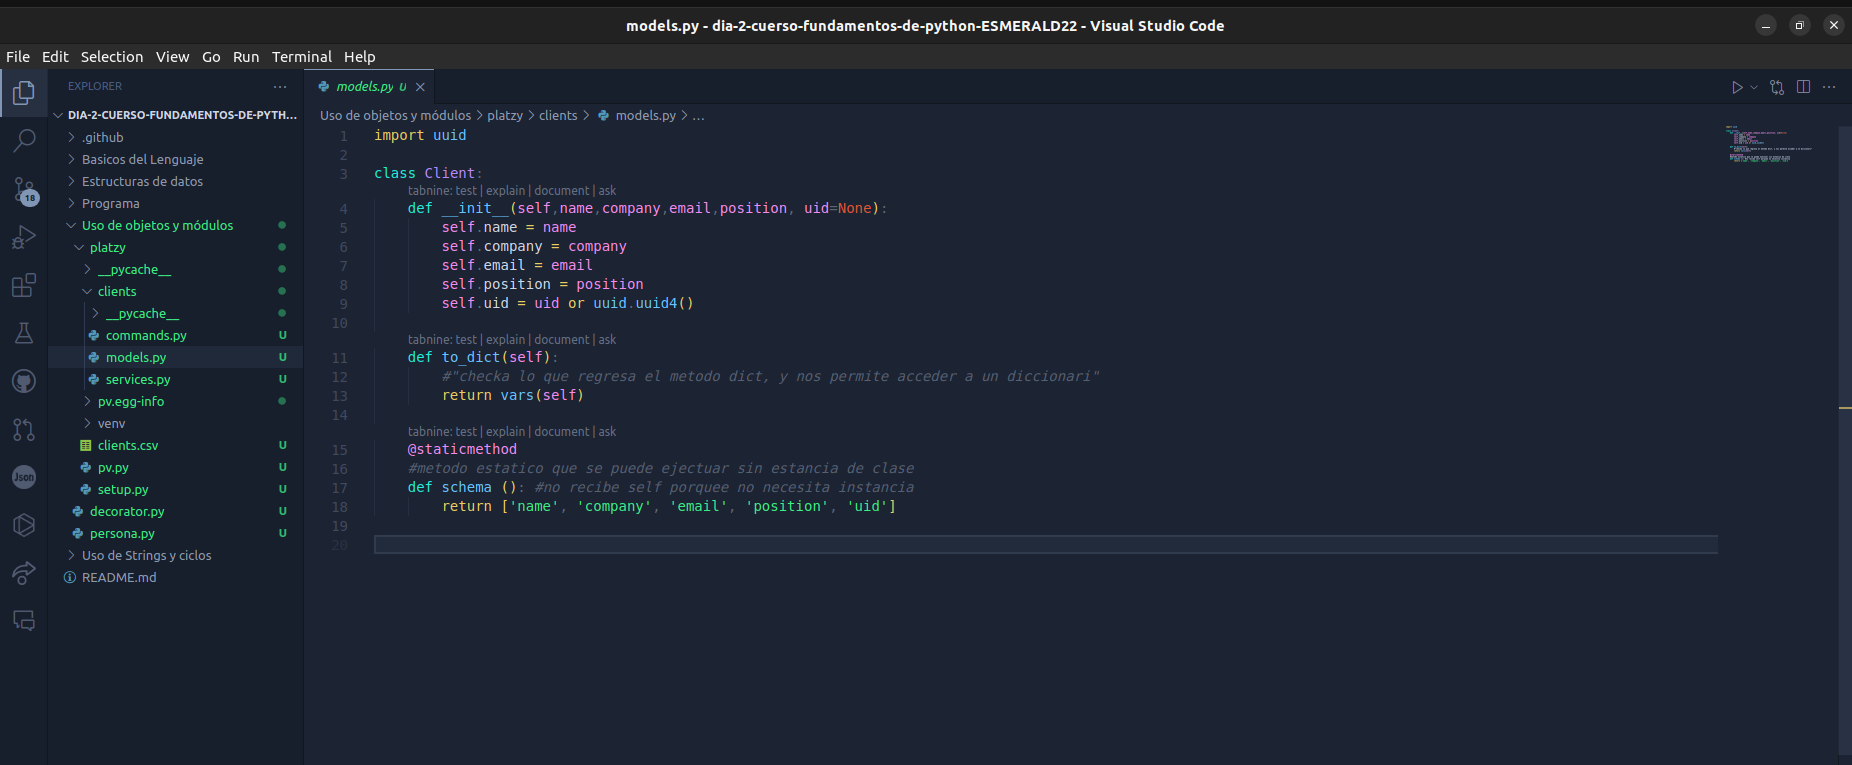 models.py - dia-2-cuerso-fundamentos-de-python-ESMERALD22 - Visual Studio Code
File Edit Selection View Go Run Terminal Help
EXPLORER
DIA-2-CUERSO-FUNDAMENTOS-DE-PYTH...
.github
Basicos del Lenguaje
Estructuras de datos
Programa
Uso de objetos y módulos
platzy
__pycache__
clients
__pycache__
commands.py U
models.py U
services.py U
pv.egg-info
venv
clients.csv U
pv.py U
setup.py U
decorator.py U
persona.py U
Uso de Strings y ciclos
README.md
18
Json
models.py U
Uso de objetos y módulos > platzy > clients > models.py > ...
1 import uuid
2
3 class Client:
tabnine: test | explain | document | ask
4 def __init__(self,name,company,email,position, uid=None):
5 self.name = name
6 self.company = company
7 self.email = email
8 self.position = position
9 self.uid = uid or uuid.uuid4()
10
tabnine: test | explain | document | ask
11 def to_dict(self):
12 #"checka lo que regresa el metodo dict, y nos permite acceder a un diccionari"
13 return vars(self)
14
tabnine: test | explain | document | ask
15 @staticmethod
16 #metodo estatico que se puede ejectuar sin estancia de clase
17 def schema (): #no recibe self porquee no necesita instancia
18 return ['name', 'company', 'email', 'position', 'uid']
19
20